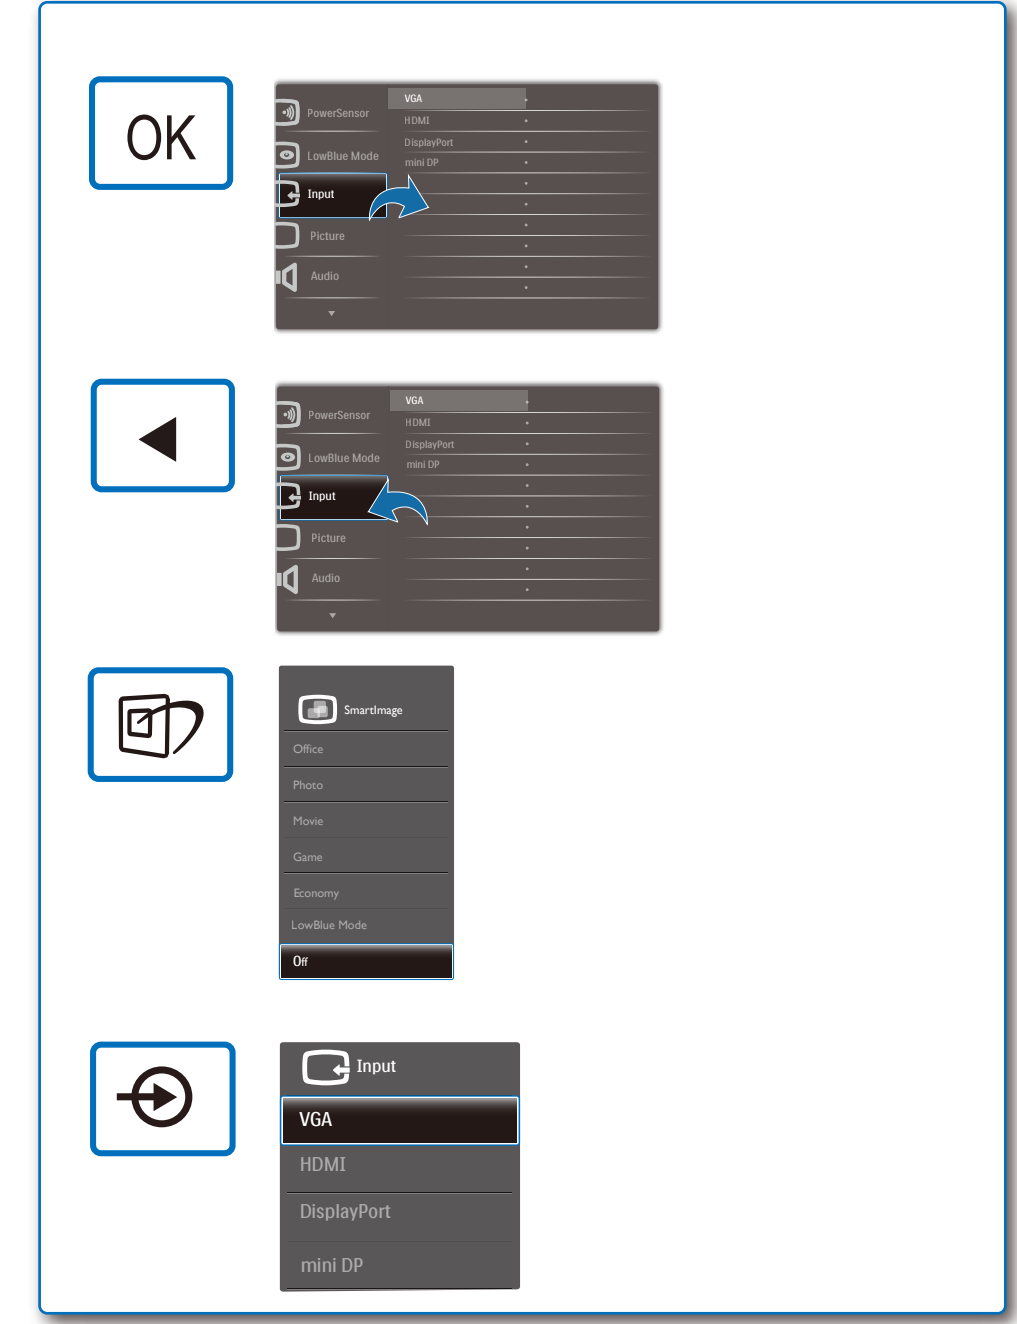 OK
PowerSensor
LowBlue Mode
Input
Picture
Audio
VGA
HDMI
DisplayPort
mini DP
PowerSensor
LowBlue Mode
Input
Picture
Audio
VGA
HDMI
DisplayPort
mini DP
SmartImage
Office
Photo
Movie
Game
Economy
LowBlue Mode
Off
Input
VGA
HDMI
DisplayPort
mini DP